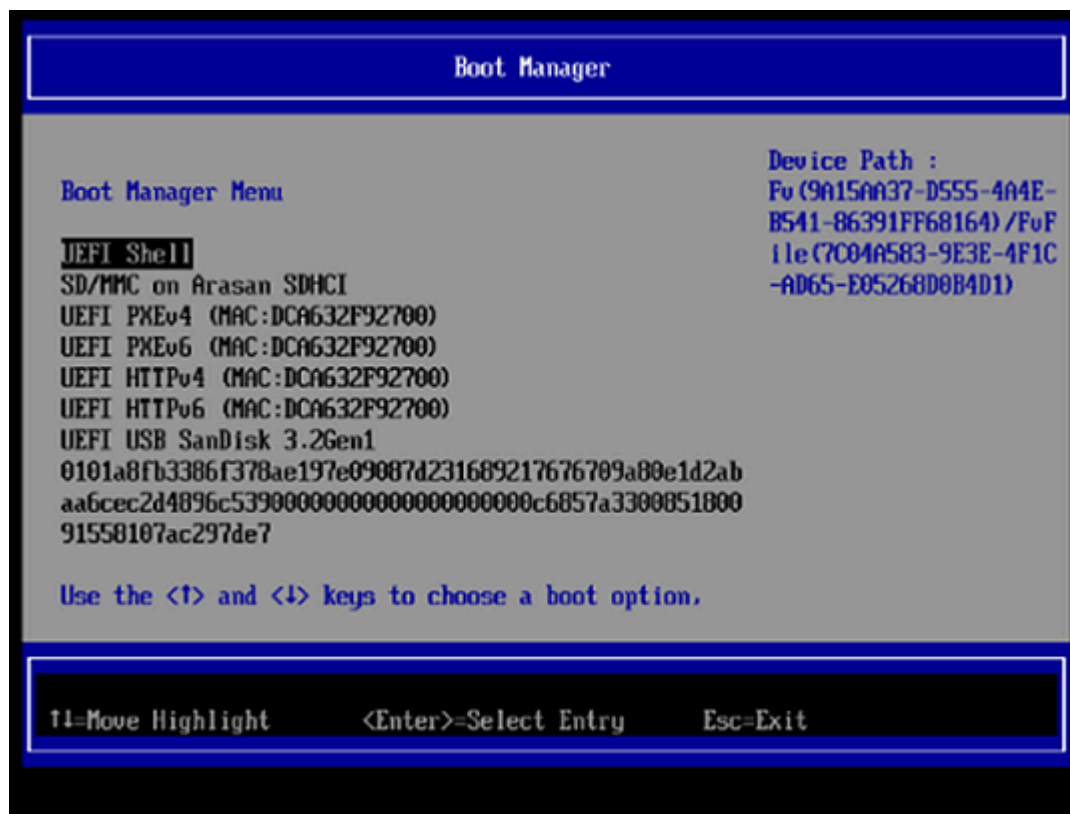 Boot Manager
Boot Manager Menu
UEFI Shell
SD/MMC on Arasan SDHCI
UEFI PXEv4 (MAC:DCA632F92700)
UEFI PXEv6 (MAC:DCA632F92700)
UEFI HTTPv4 (MAC:DCA632F92700)
UEFI HTTPv6 (MAC:DCA632F92700)
UEFI USB SanDisk 3.2Gen1
0101a8fb3386f378ae197e09087d231689217676709a80e1d2ab
aa6cec2d4896c53900000000000000000000c6857a3300851800
91558107ac297de7
Use the <↑> and <↓> keys to choose a boot option.
Device Path :
Fv(9A15AA37-D555-4A4E-
B541-86391FF68164)/FvF
ile(7C04A583-9E3E-4F1C
-AD65-E05268D0B4D1)
↑↓=Move Highlight <Enter>=Select Entry Esc=Exit